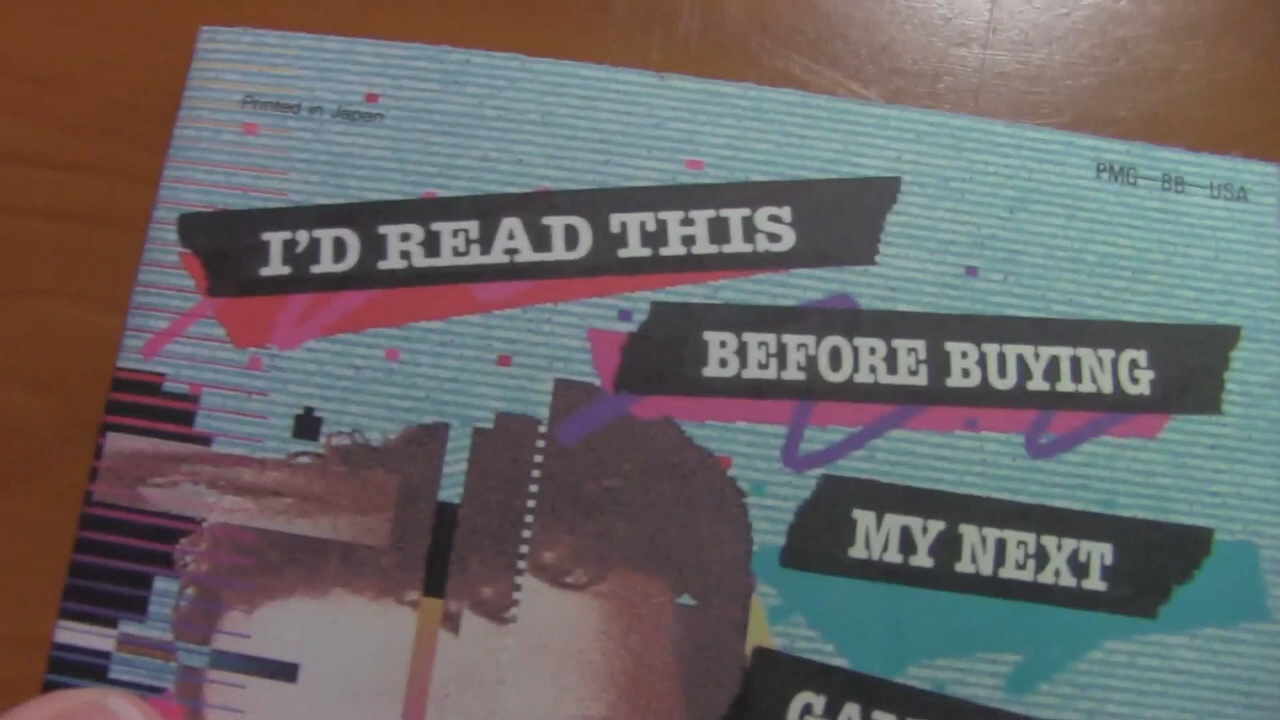 Printed in Japan
PMG-BB-USA
I'D READ THIS
BEFORE BUYING
MY NEXT